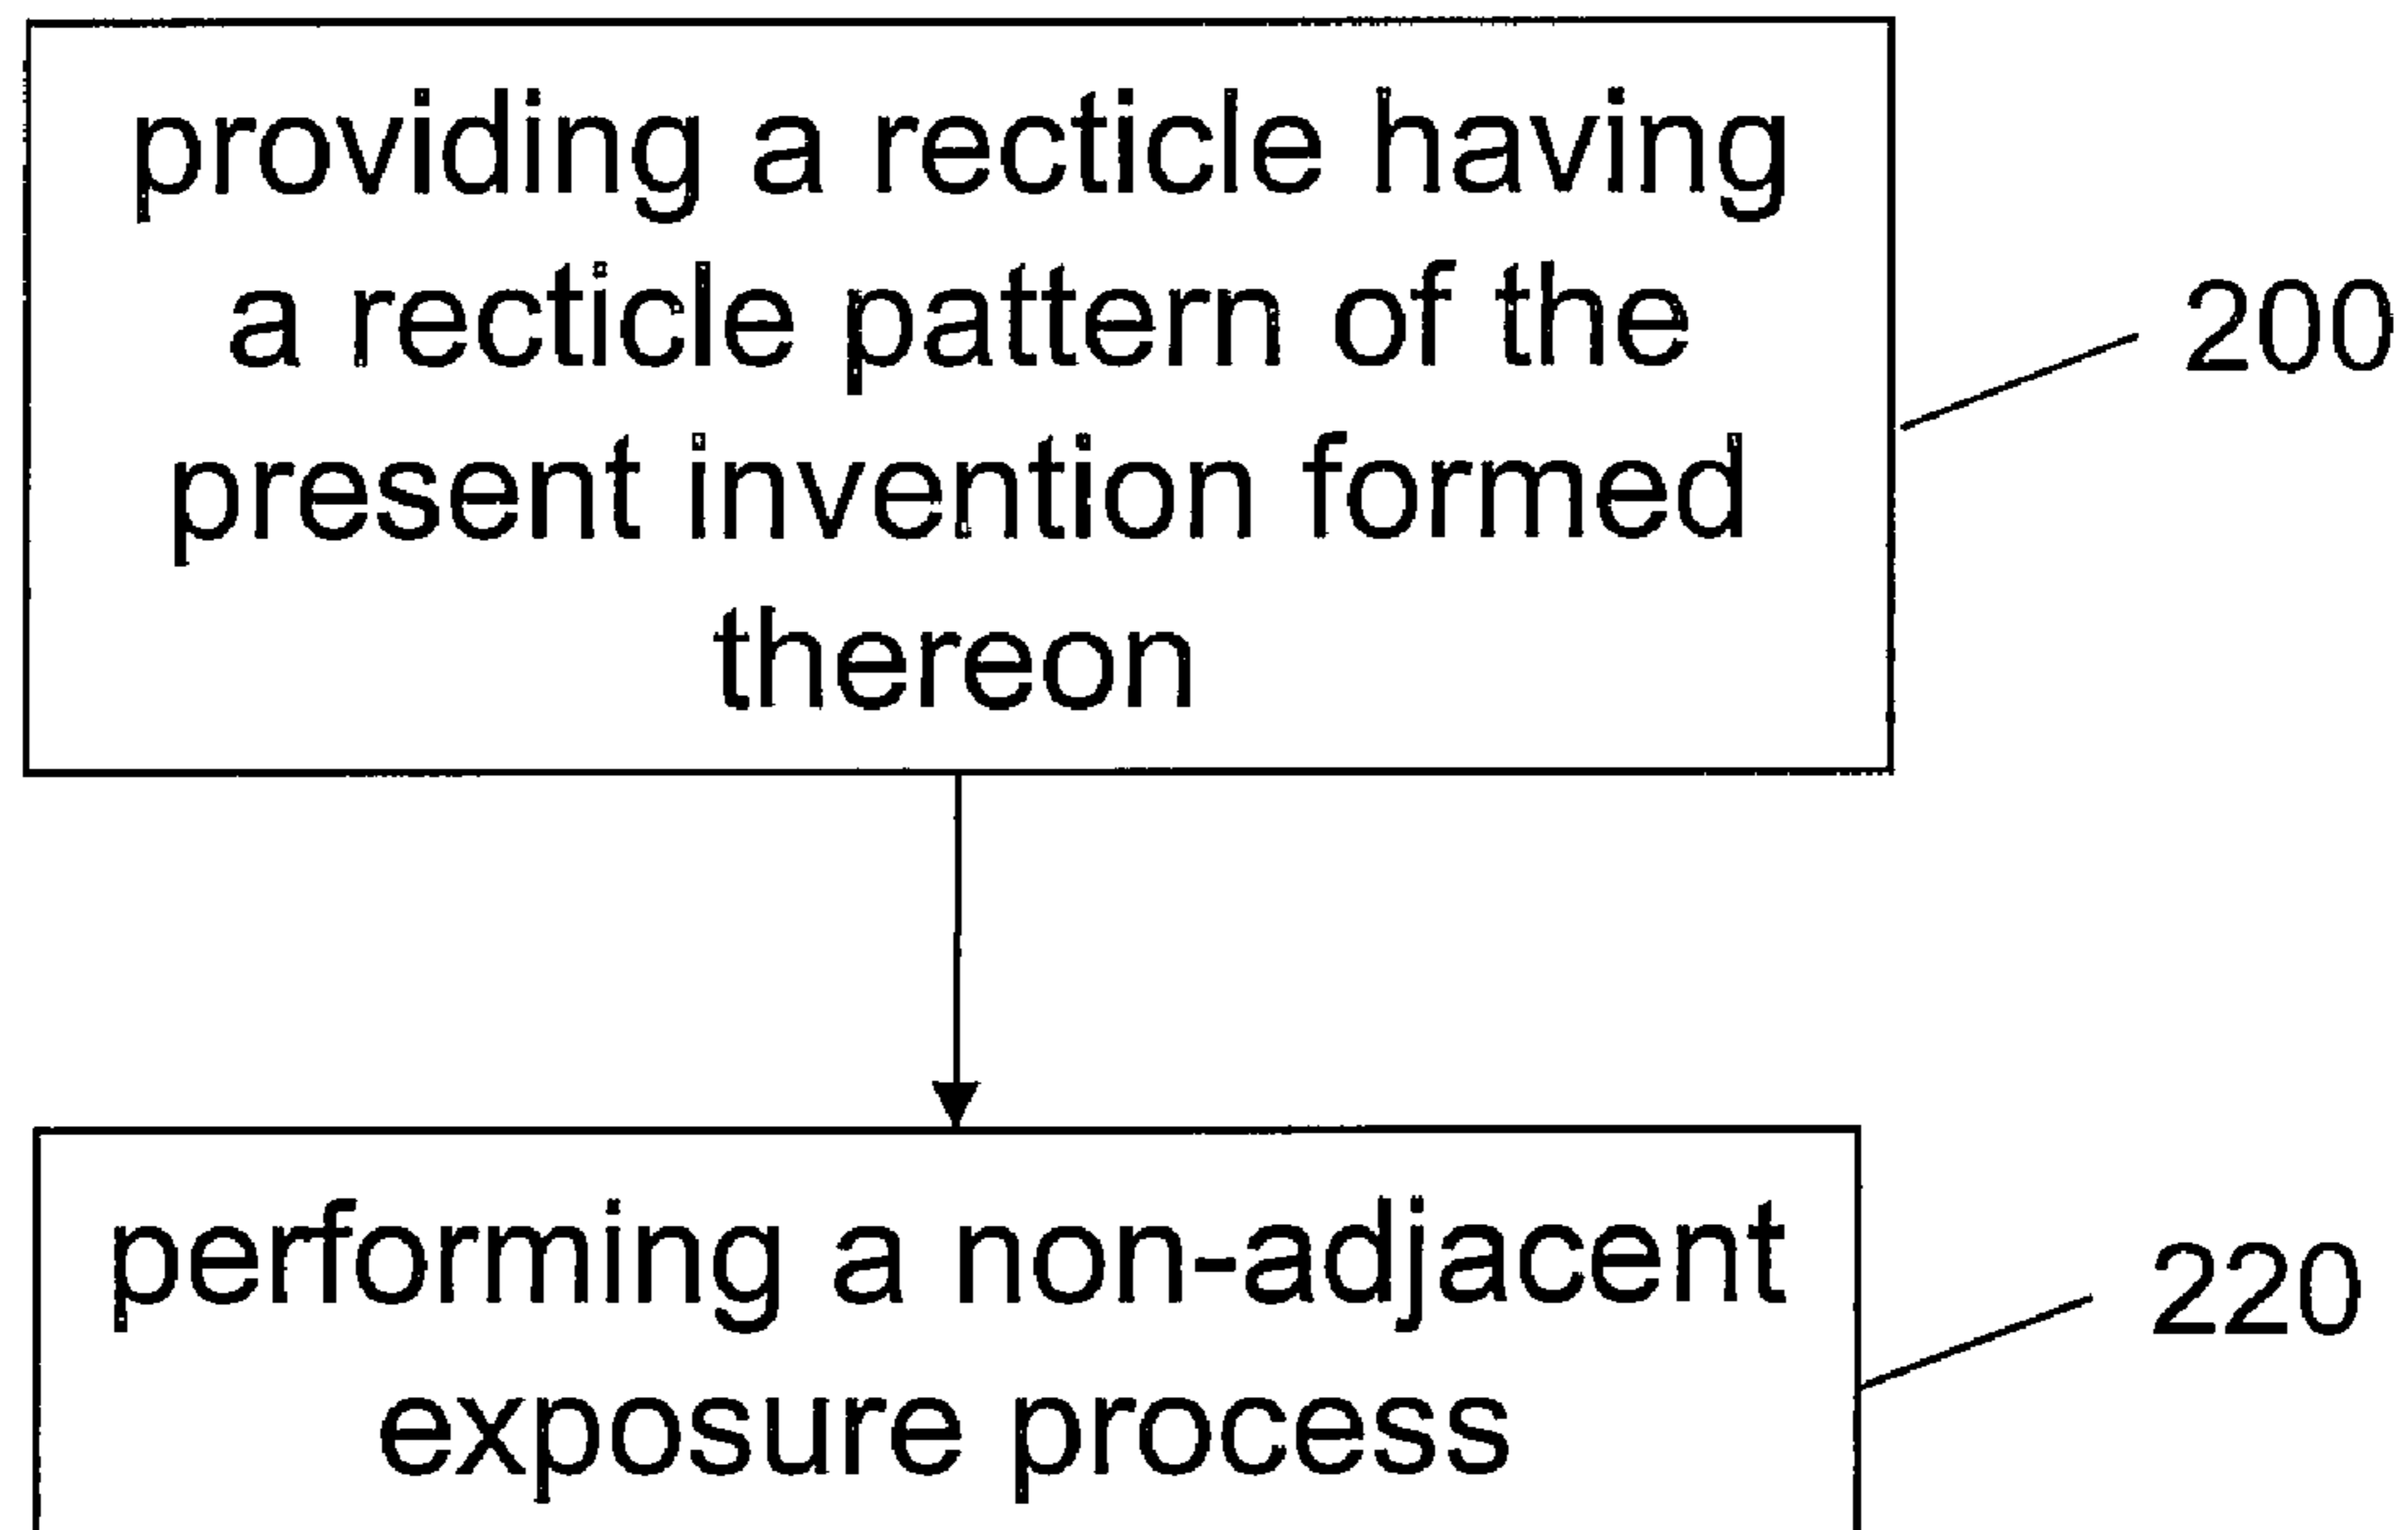 providing a recticle having
a recticle pattern of the
present invention formed
thereon
200
performing a non-adjacent
exposure process
220